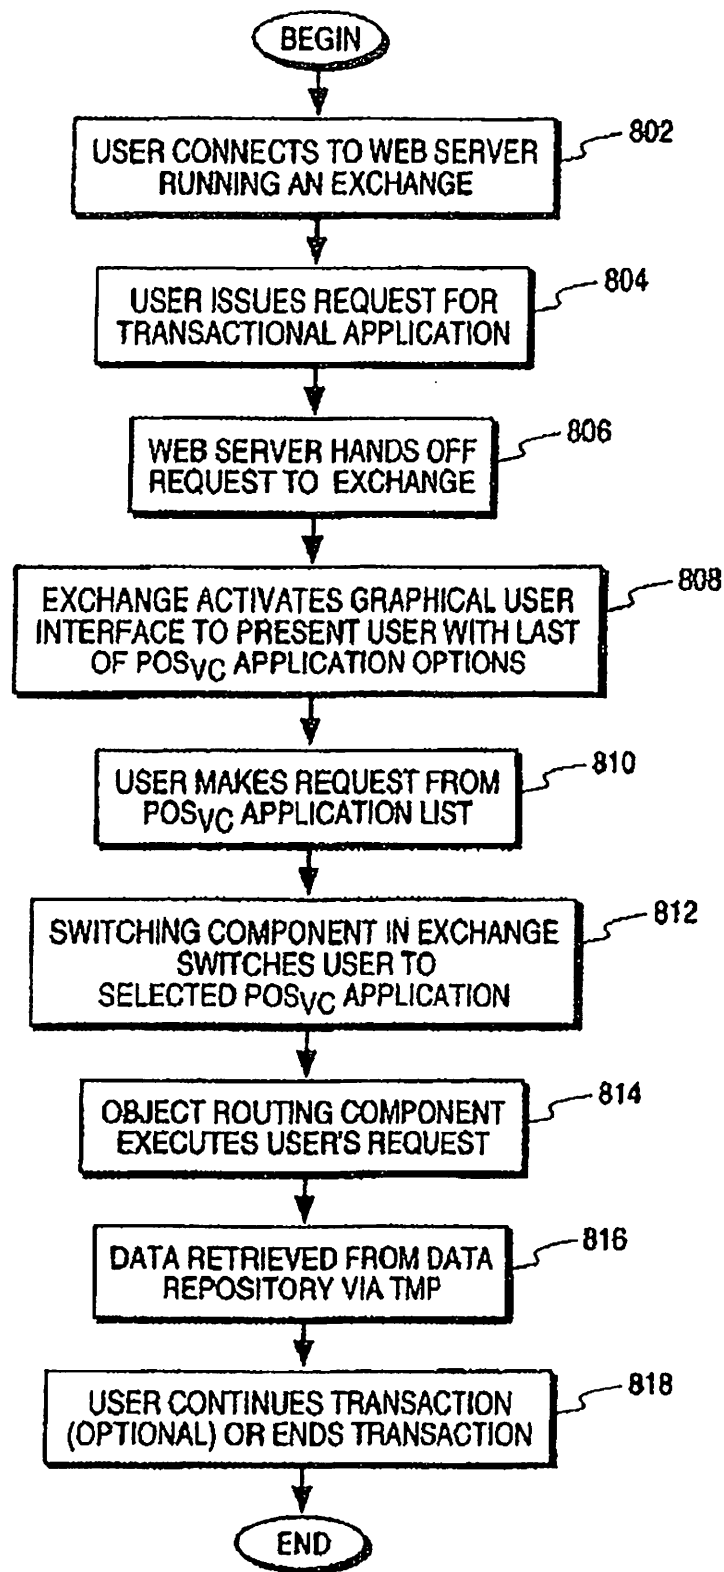 BEGIN
USER CONNECTS TO WEB SERVER
RUNNING AN EXCHANGE
802
USER ISSUES REQUEST FOR
TRANSACTIONAL APPLICATION
804
WEB SERVER HANDS OFF
REQUEST TO EXCHANGE
806
EXCHANGE ACTIVATES GRAPHICAL USER
INTERFACE TO PRESENT USER WITH LAST
OF POSVC APPLICATION OPTIONS
808
USER MAKES REQUEST FROM
POSVC APPLICATION LIST
810
SWITCHING COMPONENT IN EXCHANGE
SWITCHES USER TO
SELECTED POSVC APPLICATION
812
OBJECT ROUTING COMPONENT
EXECUTES USER'S REQUEST
814
DATA RETRIEVED FROM DATA
REPOSITORY VIA TMP
816
USER CONTINUES TRANSACTION
(OPTIONAL) OR ENDS TRANSACTION
818
END